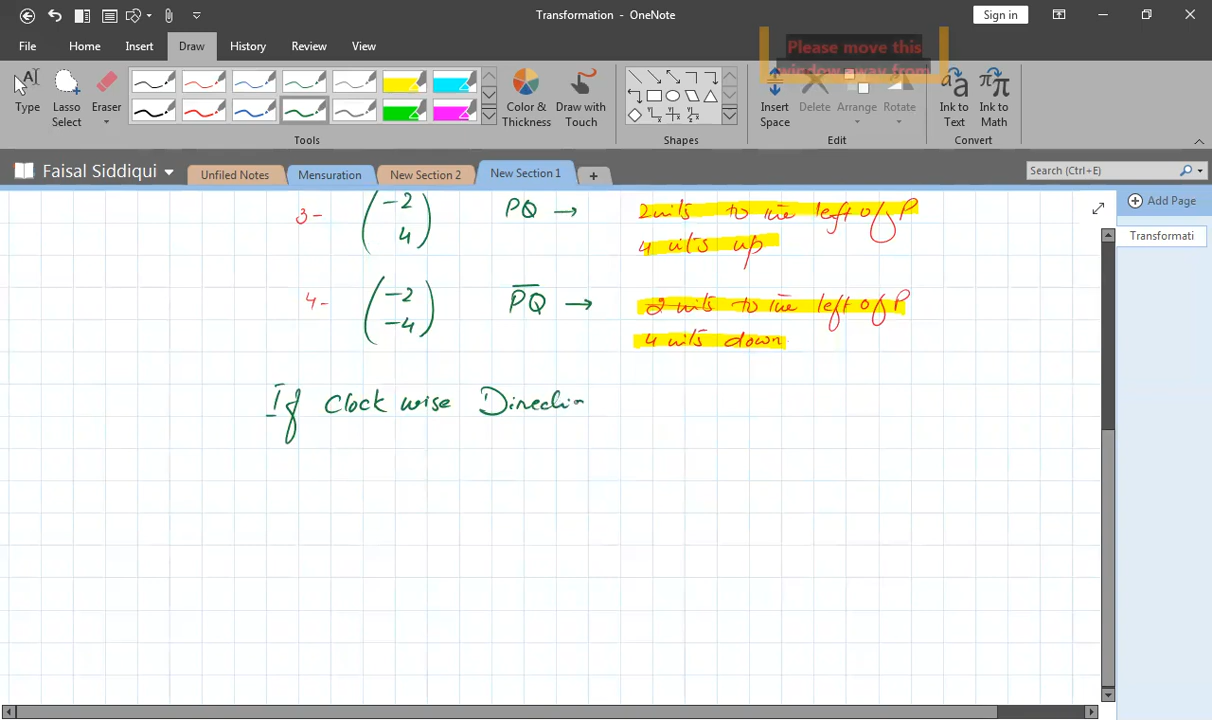 Transformation - OneNote
Sign in
Please move this
window away from
File Home Insert Draw History Review View
Type
Lasso Select
Eraser
Color & Thickness
Draw with Touch
Insert Space
Delete
Arrange
Rotate
Ink to Text
Ink to Math
Tools
Shapes
Edit
Convert
Faisal Siddiqui
Unfiled Notes
Mensuration
New Section 2
New Section 1
Search (Ctrl+E)
Add Page
Transformati
3- (-2 4) PQ → 2 units to the left of P
4 units up
4- (-2 -4) PQ → 2 units to the left of P
4 units down
If Clock wise Directio